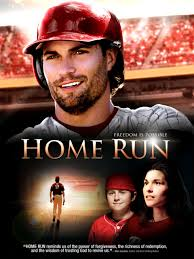 FREEDOM IS POSSIBLE
HOME RUN
"HOME RUN reminds us of the power of forgiveness, the richness of redemption,
and the wisdom of trusting God to revive us."